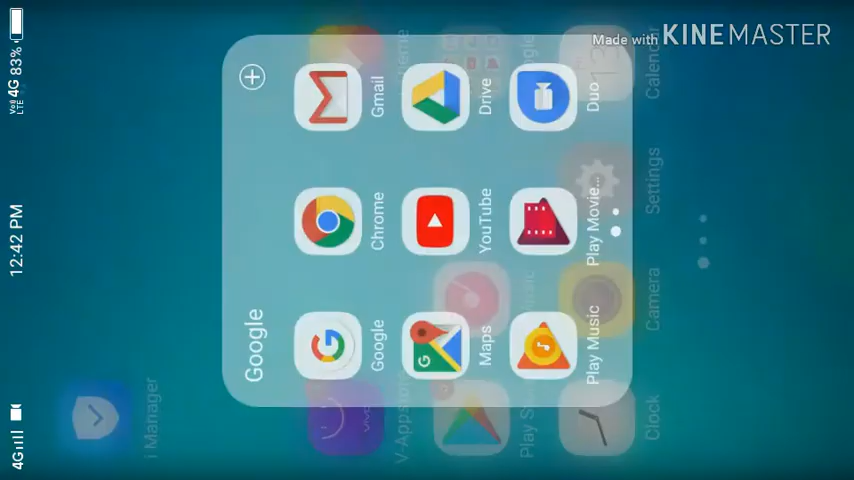 Made with KINEMASTER
4G
12:42 PM
VoLTE 4G 83%
Google
Google
Chrome
Gmail
Maps
YouTube
Drive
Play Music
Play Movie...
Duo
i Manager
Clock
Camera
Settings
Calendar